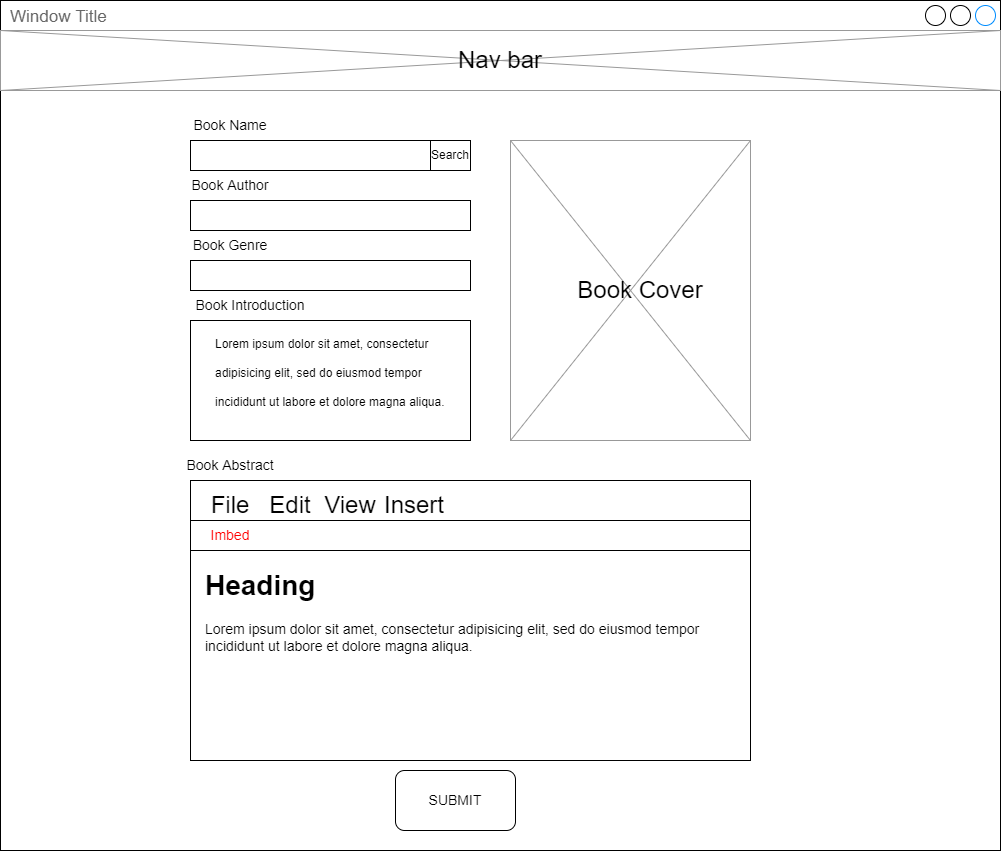 Window Title
Nav bar
Book Name
Search
Book Author
Book Genre
Book Introduction
Lorem ipsum dolor sit amet, consectetur
adipisicing elit, sed do eiusmod tempor
incididunt ut labore et dolore magna aliqua.
Book Cover
Book Abstract
File Edit View Insert
Imbed
Heading
Lorem ipsum dolor sit amet, consectetur adipisicing elit, sed do eiusmod tempor
incididunt ut labore et dolore magna aliqua.
SUBMIT